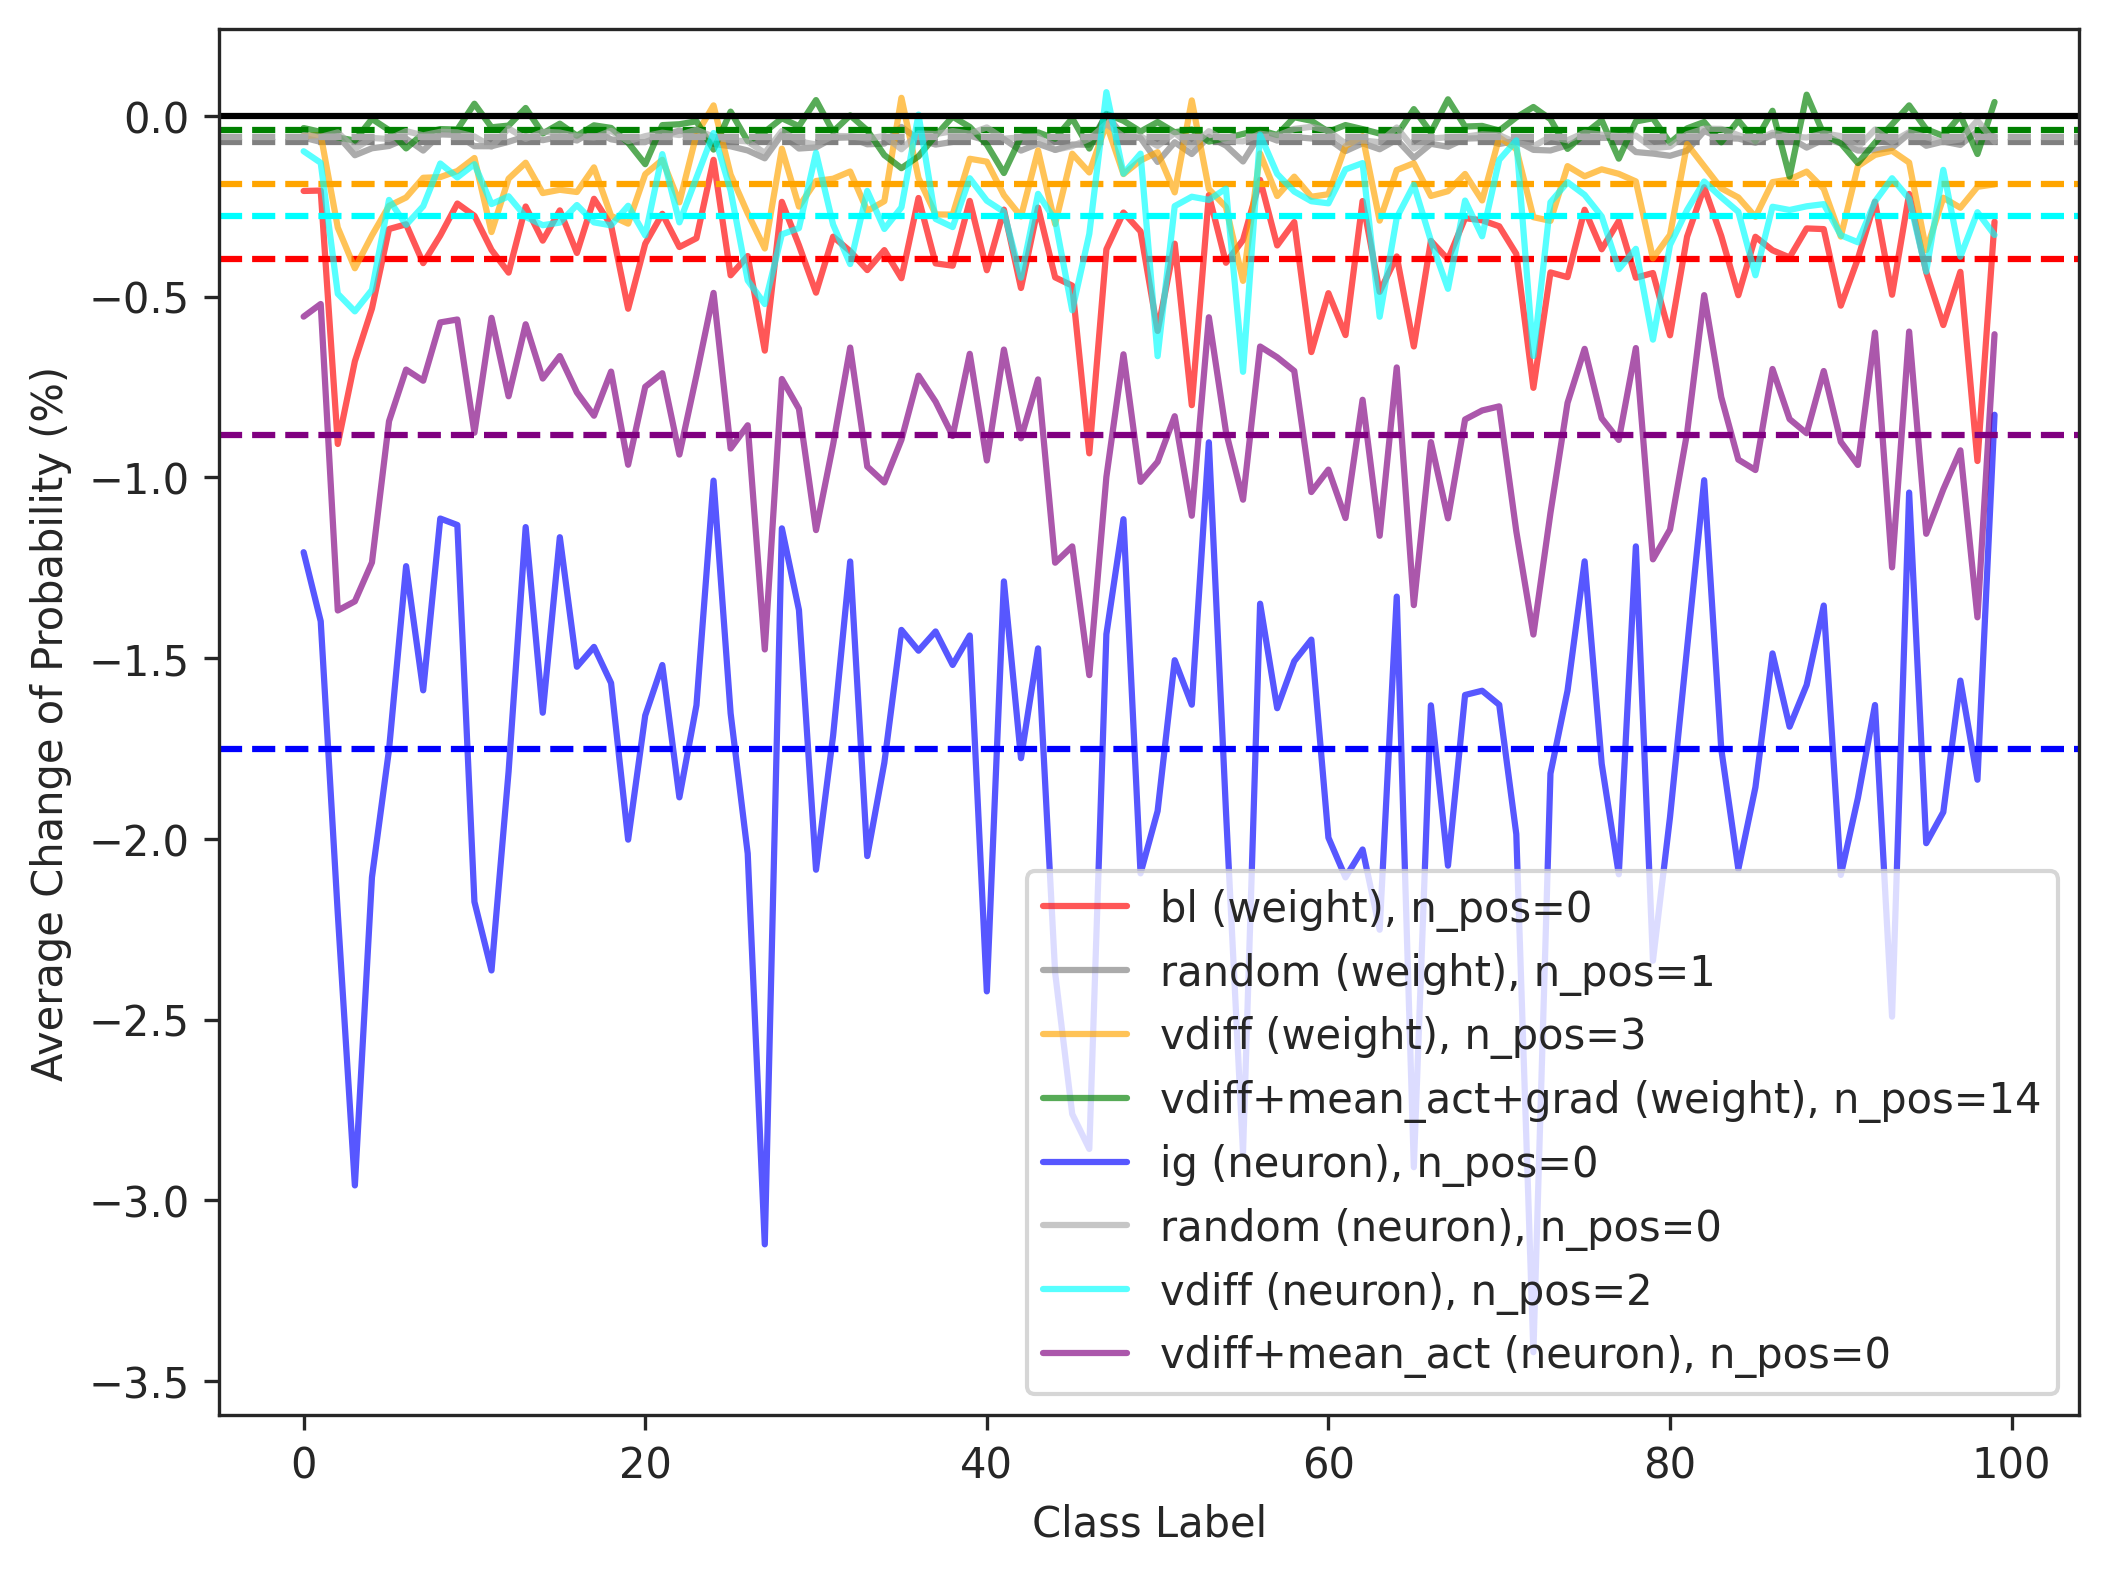 0.0
−0.5
−1.0
−1.5
−2.0
−2.5
−3.0
−3.5
Average Change of Probability (%)
bl (weight), n_pos=0
random (weight), n_pos=1
vdiff (weight), n_pos=3
vdiff+mean_act+grad (weight), n_pos=14
ig (neuron), n_pos=0
random (neuron), n_pos=0
vdiff (neuron), n_pos=2
vdiff+mean_act (neuron), n_pos=0
0 20 40 60 80 100
Class Label